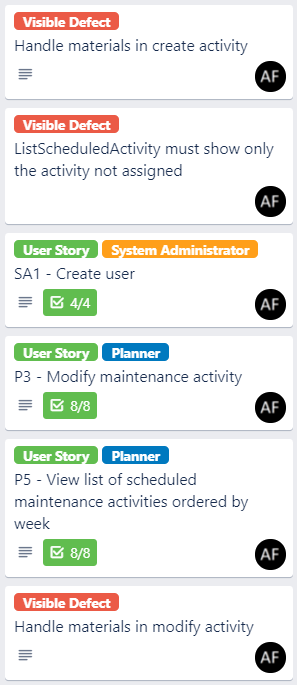 Visible Defect
Handle materials in create activity
AF
Visible Defect
ListScheduledActivity must show only
the activity not assigned
AF
User Story System Administrator
SA1 - Create user
4/4 AF
User Story Planner
P3 - Modify maintenance activity
8/8 AF
User Story Planner
P5 - View list of scheduled
maintenance activities ordered by
week
8/8 AF
Visible Defect
Handle materials in modify activity
AF